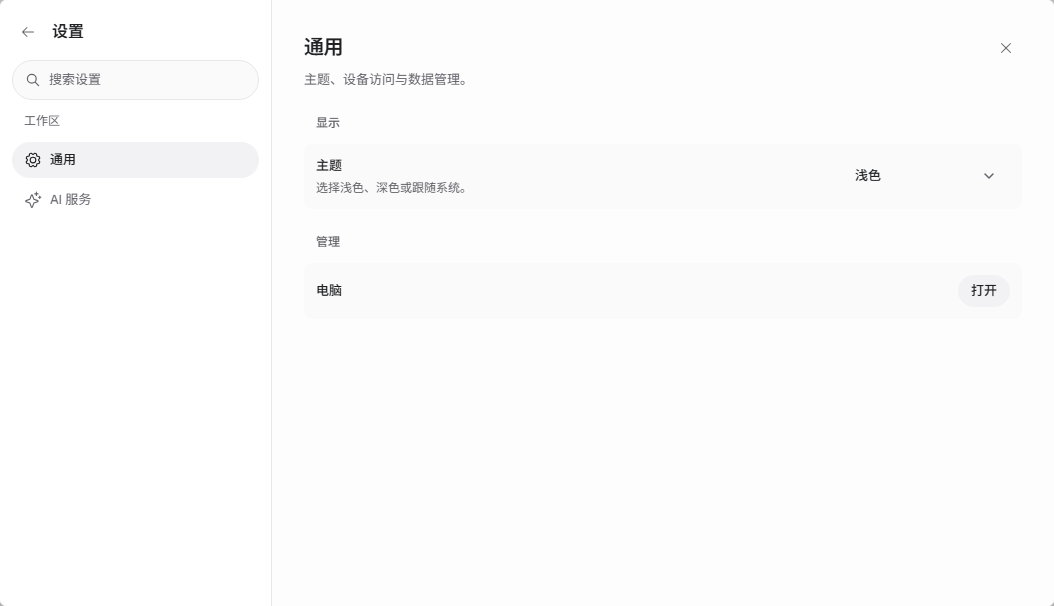 设置
搜索设置
工作区
通用
AI 服务
通用
主题、设备访问与数据管理。
显示
主题
选择浅色、深色或跟随系统。
浅色
管理
电脑
打开